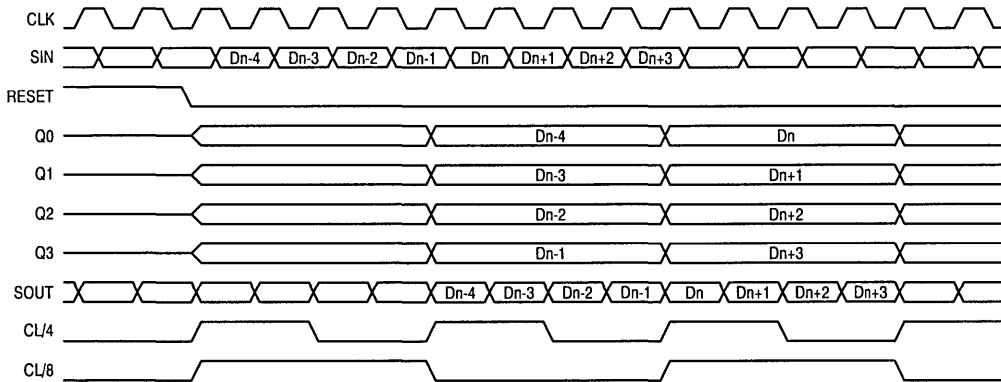 CLK
SIN Dn-4 Dn-3 Dn-2 Dn-1 Dn Dn+1 Dn+2 Dn+3
RESET
Q0 Dn-4 Dn
Q1 Dn-3 Dn+1
Q2 Dn-2 Dn+2
Q3 Dn-1 Dn+3
SOUT Dn-4 Dn-3 Dn-2 Dn-1 Dn Dn+1 Dn+2 Dn+3
CL/4
CL/8